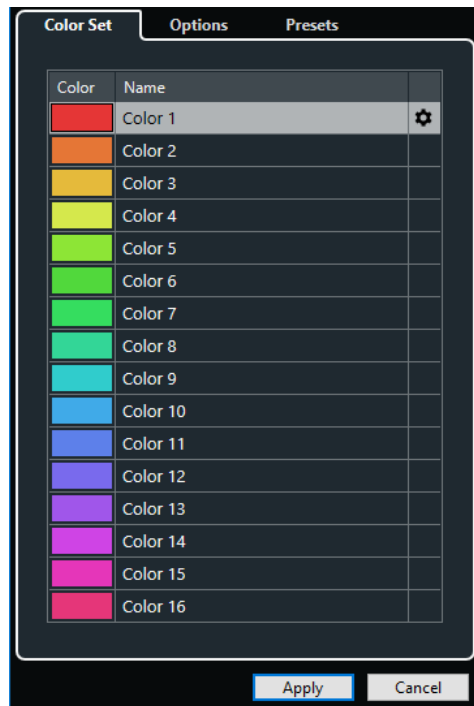 Color Set Options Presets
Color Name
Color 1
Color 2
Color 3
Color 4
Color 5
Color 6
Color 7
Color 8
Color 9
Color 10
Color 11
Color 12
Color 13
Color 14
Color 15
Color 16
Apply Cancel